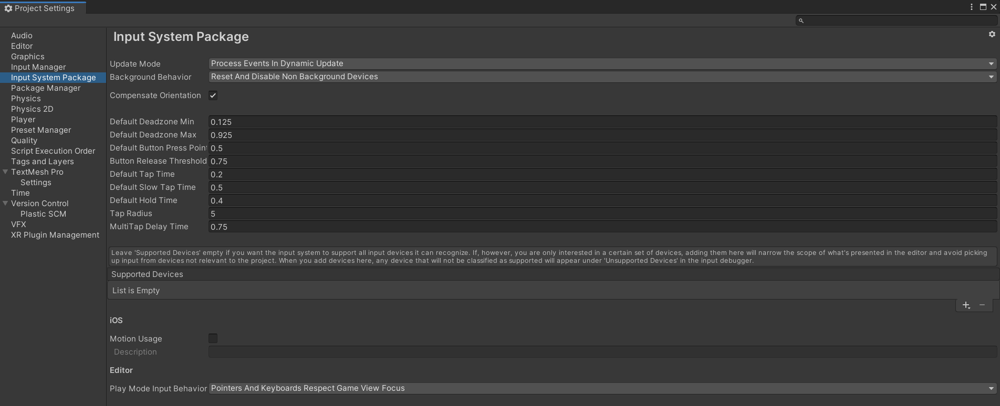 Project Settings
Audio
Editor
Graphics
Input Manager
Input System Package
Package Manager
Physics
Physics 2D
Player
Preset Manager
Quality
Script Execution Order
Tags and Layers
TextMesh Pro
Settings
Time
Version Control
Plastic SCM
VFX
XR Plugin Management
Input System Package
Update Mode Process Events In Dynamic Update
Background Behavior Reset And Disable Non Background Devices
Compensate Orientation
Default Deadzone Min 0.125
Default Deadzone Max 0.925
Default Button Press Poin 0.5
Button Release Threshold 0.75
Default Tap Time 0.2
Default Slow Tap Time 0.5
Default Hold Time 0.4
Tap Radius 5
MultiTap Delay Time 0.75
Leave 'Supported Devices' empty if you want the input system to support all input devices it can recognize. If, however, you are only interested in a certain set of devices, adding them here will narrow the scope of what's presented in the editor and avoid picking
up input from devices not relevant to the project. When you add devices here, any device that will not be classified as supported will appear under 'Unsupported Devices' in the input debugger.
Supported Devices
List is Empty
iOS
Motion Usage
Description
Editor
Play Mode Input Behavior Pointers And Keyboards Respect Game View Focus